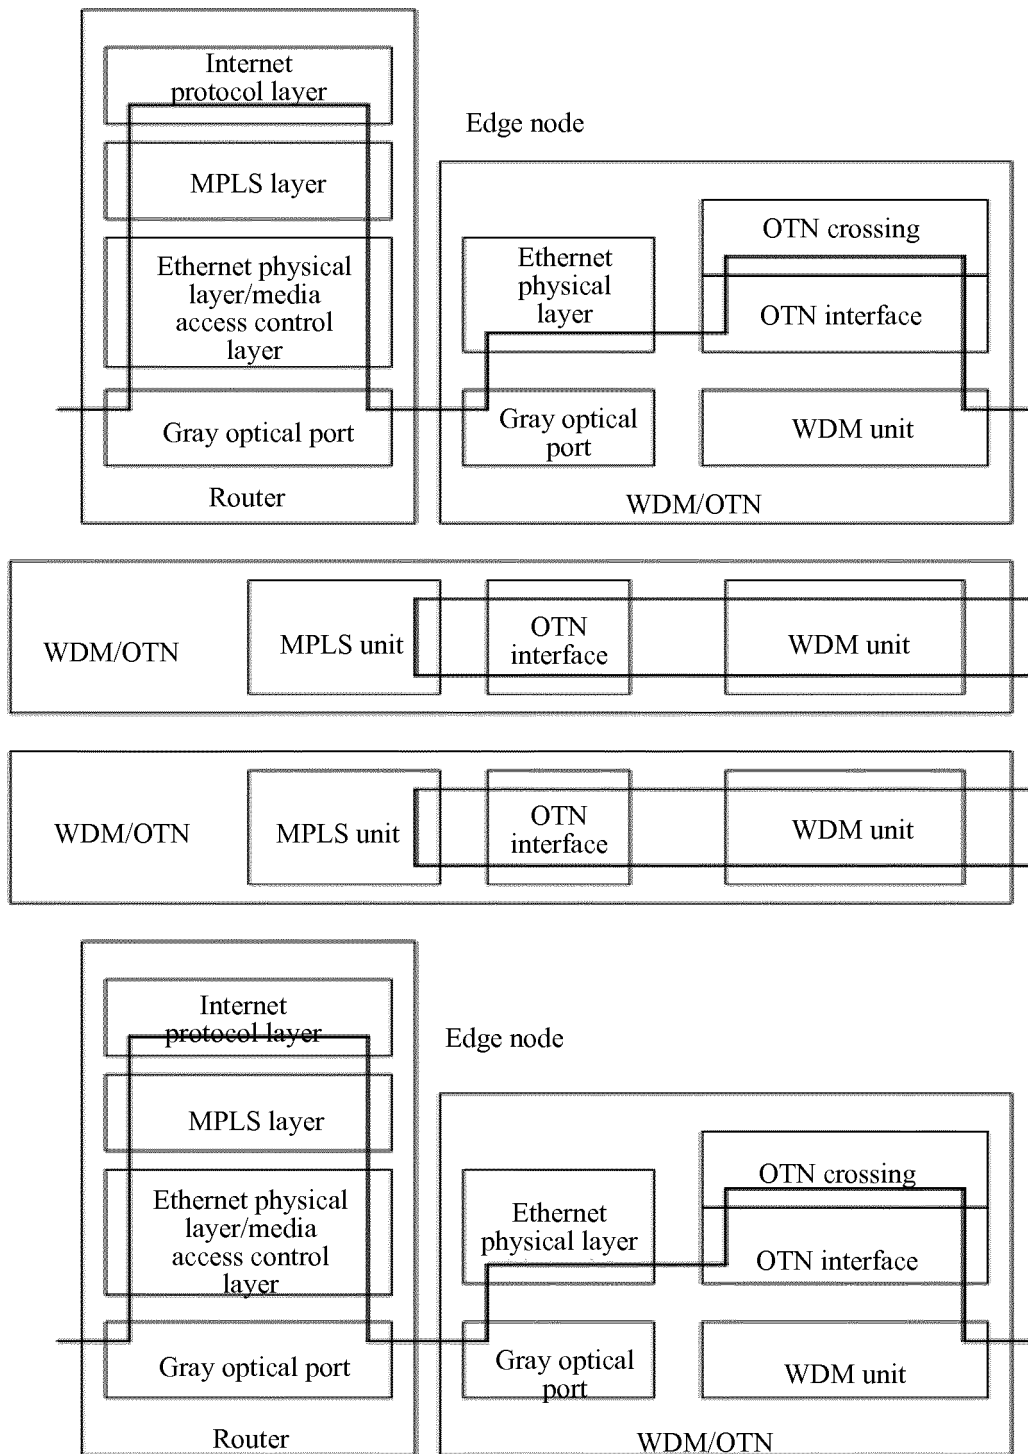 Internet
protocol layer
MPLS layer
Ethernet physical
layer/media
access control
layer
Gray optical port
Router
Edge node
Ethernet
physical
layer
Gray optical
port
OTN crossing
OTN interface
WDM unit
WDM/OTN
WDM/OTN
MPLS unit
OTN
interface
WDM unit
WDM/OTN
MPLS unit
OTN
interface
WDM unit
Internet
protocol layer
MPLS layer
Ethernet physical
layer/media
access control
layer
Gray optical port
Router
Edge node
Ethernet
physical layer
Gray optical
port
OTN crossing
OTN interface
WDM unit
WDM/OTN